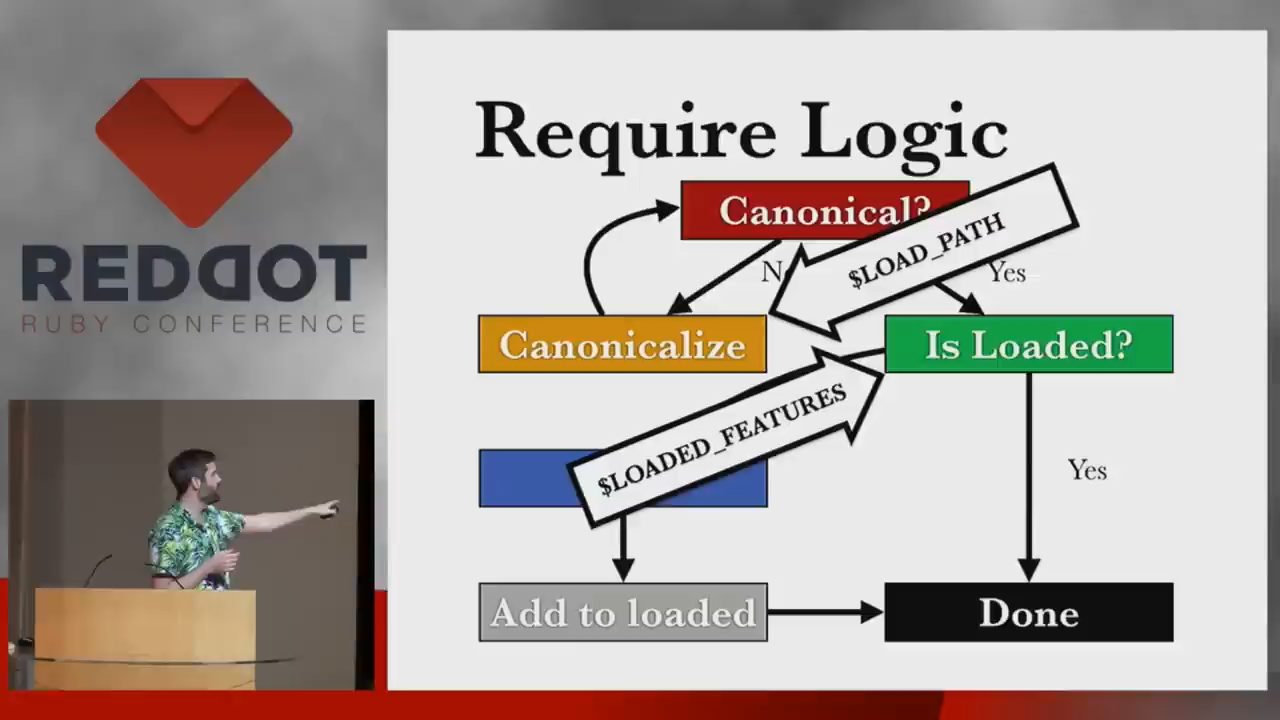 REDDOT
RUBY CONFERENCE
Require Logic
Canonical?
$LOAD_PATH
Yes
Canonicalize
Is Loaded?
$LOADED_FEATURES
Yes
Add to loaded
Done